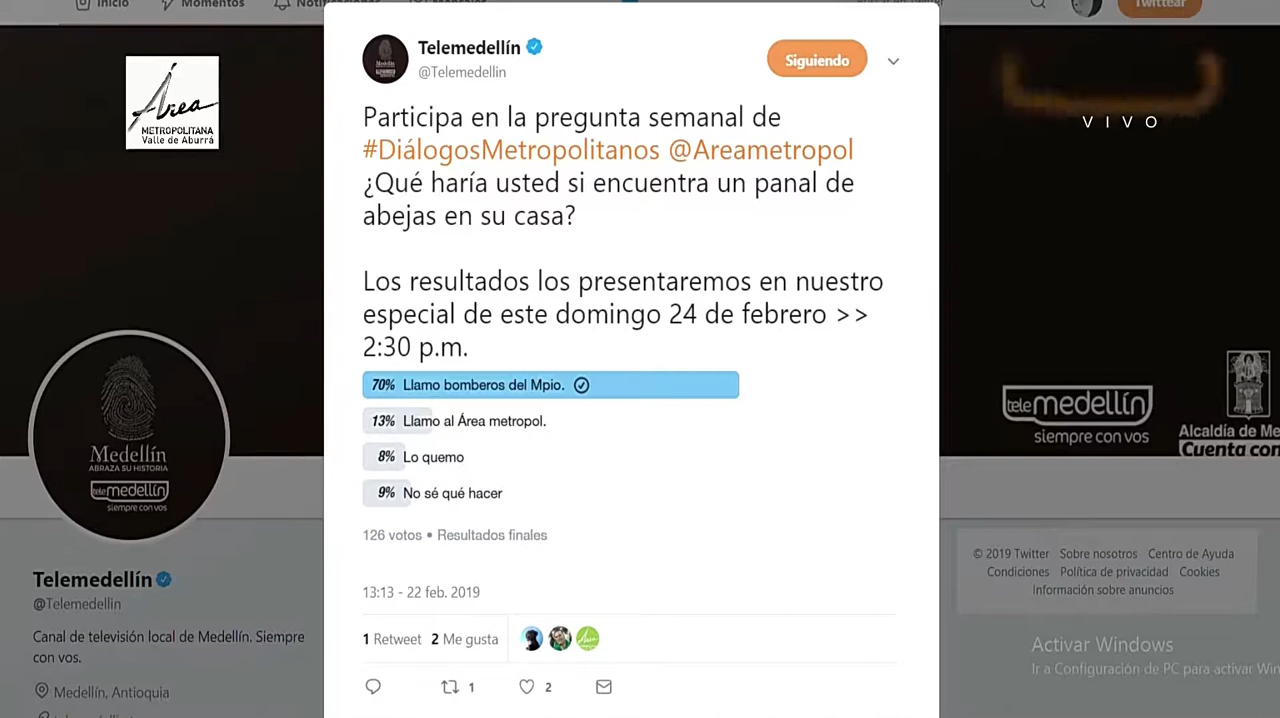 Inicio
Momentos
Twittear
Telemedellín
@Telemedellin
Siguiendo
Área
METROPOLITANA
Valle de Aburrá
VIVO
Participa en la pregunta semanal de
#DiálogosMetropolitanos @Areametropol
¿Qué haría usted si encuentra un panal de
abejas en su casa?
Los resultados los presentaremos en nuestro
especial de este domingo 24 de febrero >>
2:30 p.m.
70% Llamo bomberos del Mpio.
13% Llamo al Área metropol.
8% Lo quemo
9% No sé qué hacer
126 votos • Resultados finales
13:13 - 22 feb. 2019
1 Retweet 2 Me gusta
1
2
Medellín
ABRAZA SU HISTORIA
telemedellín
siempre con vos
Telemedellín
@Telemedellin
Canal de televisión local de Medellín. Siempre
con vos.
Medellín, Antioquia
telemedellín
siempre con vos
Alcaldía de Me
Cuenta con
© 2019 Twitter Sobre nosotros Centro de Ayuda
Condiciones Política de privacidad Cookies
Información sobre anuncios
Activar Windows
Ir a Configuración de PC para activar Win